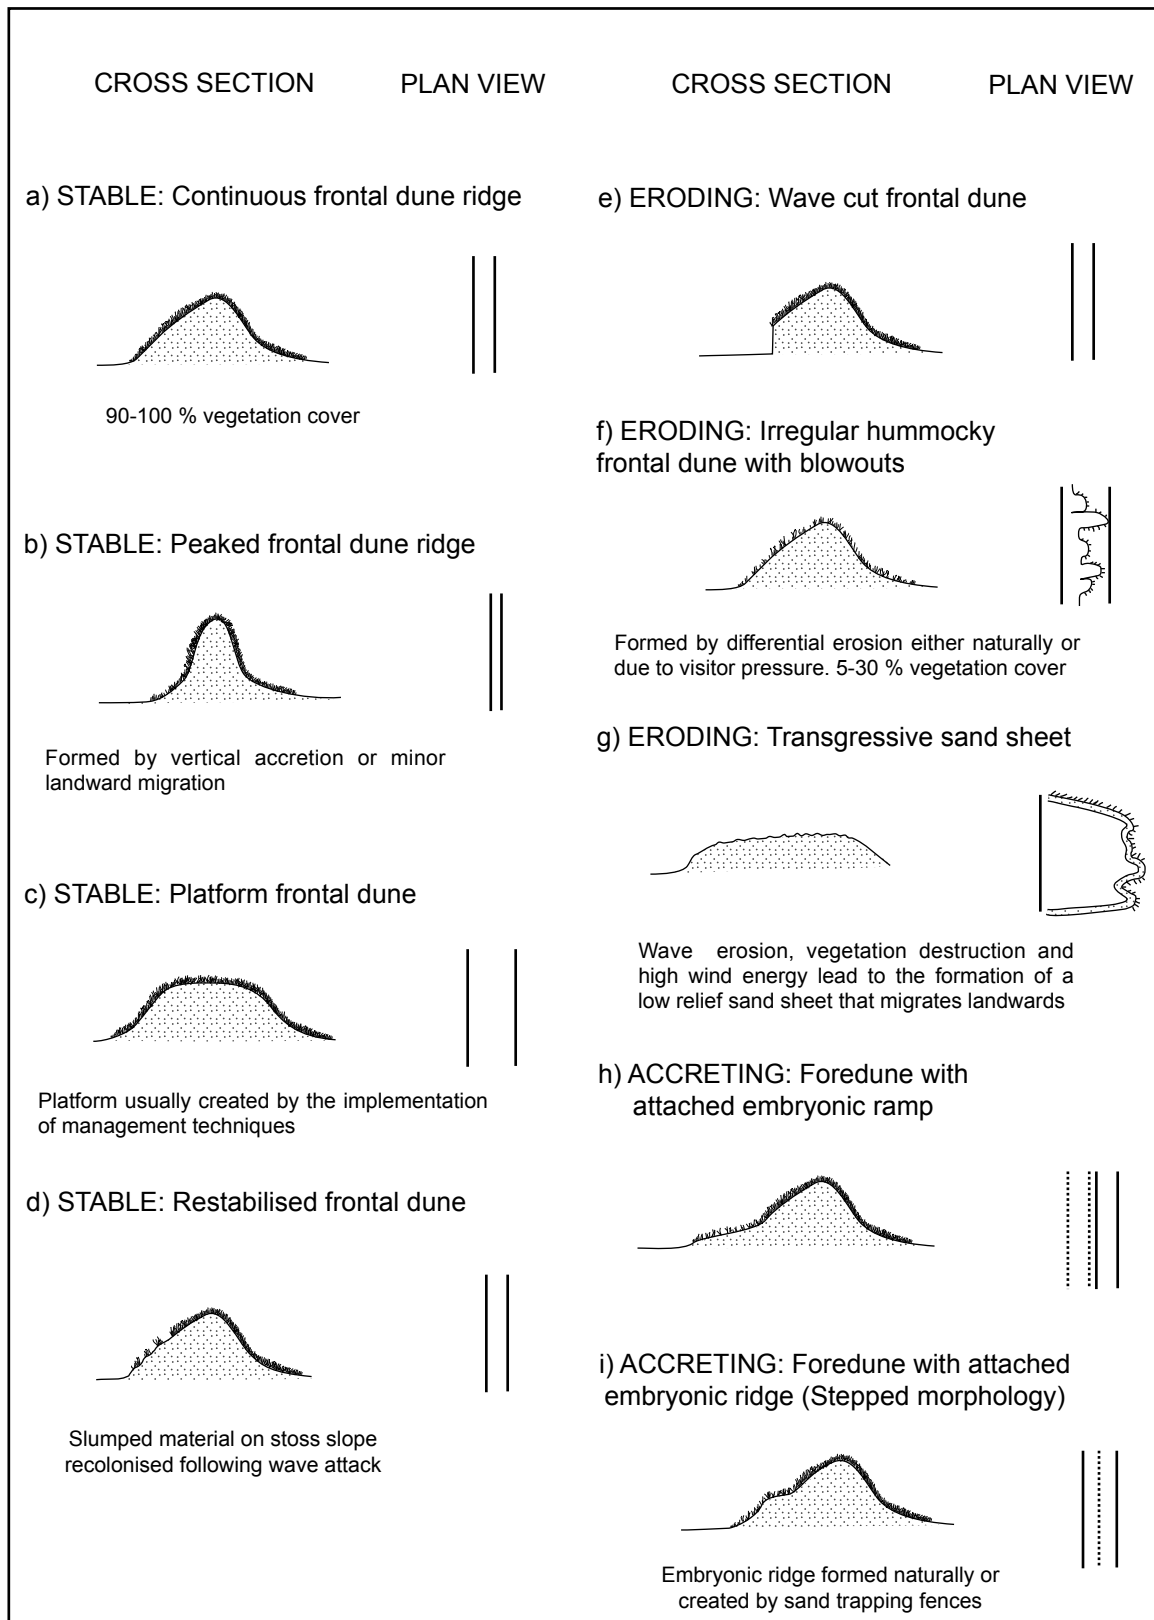 CROSS SECTION
PLAN VIEW
a) STABLE: Continuous frontal dune ridge
90-100 % vegetation cover
b) STABLE: Peaked frontal dune ridge
Formed by vertical accretion or minor
landward migration
c) STABLE: Platform frontal dune
Platform usually created by the implementation
of management techniques
d) STABLE: Restabilised frontal dune
Slumped material on stoss slope
recolonised following wave attack
CROSS SECTION
PLAN VIEW
e) ERODING: Wave cut frontal dune
f) ERODING: Irregular hummocky
frontal dune with blowouts
Formed by differential erosion either naturally or
due to visitor pressure. 5-30 % vegetation cover
g) ERODING: Transgressive sand sheet
Wave erosion, vegetation destruction and
high wind energy lead to the formation of a
low relief sand sheet that migrates landwards
h) ACCRETING: Foredune with
attached embryonic ramp
i) ACCRETING: Foredune with attached
embryonic ridge (Stepped morphology)
Embryonic ridge formed naturally or
created by sand trapping fences